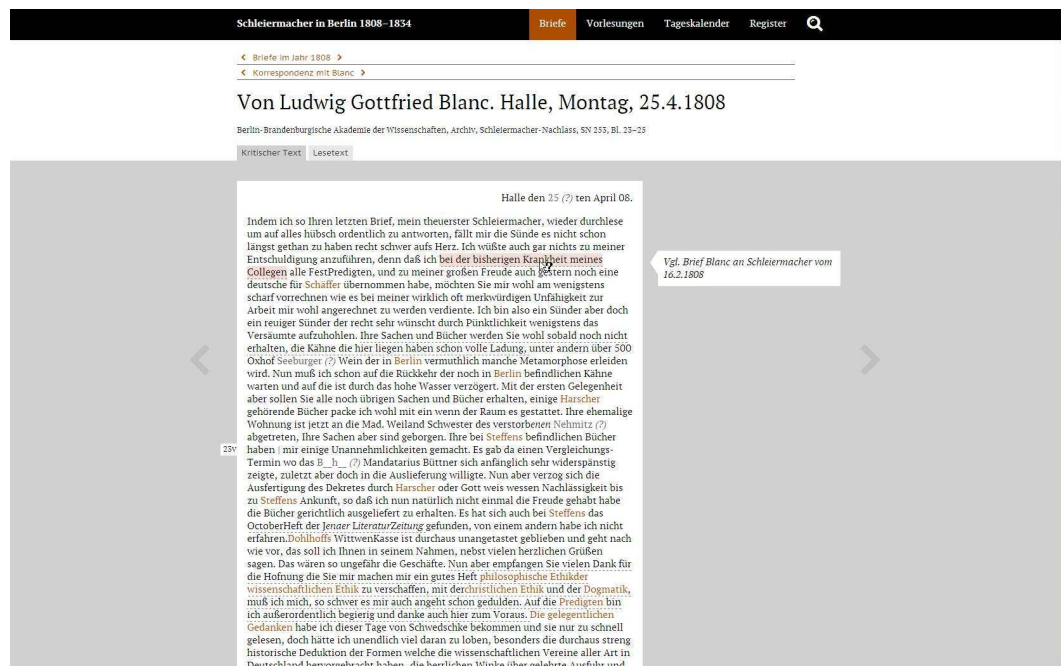 Schleiermacher in Berlin 1808–1834
Briefe
Vorlesungen
Tageskalender
Register
Briefe im Jahr 1808
Korrespondenz mit Blanc
Von Ludwig Gottfried Blanc. Halle, Montag, 25.4.1808
Berlin-Brandenburgische Akademie der Wissenschaften, Archiv, Schleiermacher-Nachlass, SN 253, Bl. 23–25
Kritischer Text
Lesetext
Halle den 25 (?) ten April 08.
Indem ich so Ihren letzten Brief, mein theuerster Schleiermacher, wieder durchlese
um auf alles hübsch ordentlich zu antworten, fällt mir die Sünde es nicht schon
längst gethan zu haben recht schwer aufs Herz. Ich wüßte auch gar nichts zu meiner
Entschuldigung anzuführen, denn daß ich bei der bisherigen Krankheit meines
Collegen alle FestPredigten, und zu meiner großen Freude auch gestern noch eine
deutsche für Schäffer übernommen habe, möchten Sie mir wohl am wenigstens
scharf vorrechnen wie es bei meiner wirklich oft merkwürdigen Unfähigkeit zur
Arbeit mir wohl angerechnet zu werden verdiente. Ich bin also ein Sünder aber doch
ein reuiger Sünder der recht sehr wünscht durch Pünktlichkeit wenigstens das
Versäumte aufzuhohlen. Ihre Sachen und Bücher werden Sie wohl sobald noch nicht
erhalten, die Kähne die hier liegen haben schon volle Ladung, unter andern über 500
Oxhof Seeburger (?) Wein der in Berlin vermuthlich manche Metamorphose erleiden
wird. Nun muß ich schon auf die Rückkehr der noch in Berlin befindlichen Kähne
warten und auf die ist durch das hohe Wasser verzögert. Mit der ersten Gelegenheit
aber sollen Sie alle noch übrigen Sachen und Bücher erhalten, einige Harscher
gehörende Bücher packe ich wohl mit ein wenn der Raum es gestattet. Ihre ehemalige
Wohnung ist jetzt an die Mad. Weiland Schwester des verstorbenen Nehmitz (?)
abgetreten, Ihre Sachen aber sind geborgen. Ihre bei Steffens befindlichen Bücher
haben | mir einige Unannehmlichkeiten gemacht. Es gab da einen Vergleichungs-
Termin wo das B__h__ (?) Mandatarius Büttner sich anfänglich sehr widerspänstig
zeigte, zuletzt aber doch in die Auslieferung willigte. Nun aber verzog sich die
Ausfertigung des Dekretes durch Harscher oder Gott weis wessen Nachlässigkeit bis
zu Steffens Ankunft, so daß ich nun natürlich nicht einmal die Freude gehabt habe
die Bücher gerichtlich ausgeliefert zu erhalten. Es hat sich auch bei Steffens das
OctoberHeft der Jenaer LiteraturZeitung gefunden, von einem andern habe ich nicht
erfahren.Dohlhoffs WittwenKasse ist durchaus unangetastet geblieben und geht nach
wie vor, das soll ich Ihnen in seinem Nahmen, nebst vielen herzlichen Grüßen
sagen. Das wären so ungefähr die Geschäfte. Nun aber empfangen Sie vielen Dank für
die Hofnung die Sie mir machen mir ein gutes Heft philosophische Ethikder
wissenschaftlichen Ethik zu verschaffen, mit derchristlichen Ethik und der Dogmatik,
muß ich mich, so schwer es mir auch angeht schon gedulden. Auf die Predigten bin
ich außerordentlich begierig und danke auch hier zum Voraus. Die gelegentlichen
Gedanken habe ich dieser Tage von Schwedschke bekommen und sie nur zu schnell
gelesen, doch hätte ich unendlich viel daran zu loben, besonders die durchaus streng
historische Deduktion der Formen welche die wissenschaftlichen Vereine aller Art in
Deutschland hervorgebracht haben, die herrlichen Winke über gelehrte Ausfuhr und
23v
Vgl. Brief Blanc an Schleiermacher vom
16.2.1808